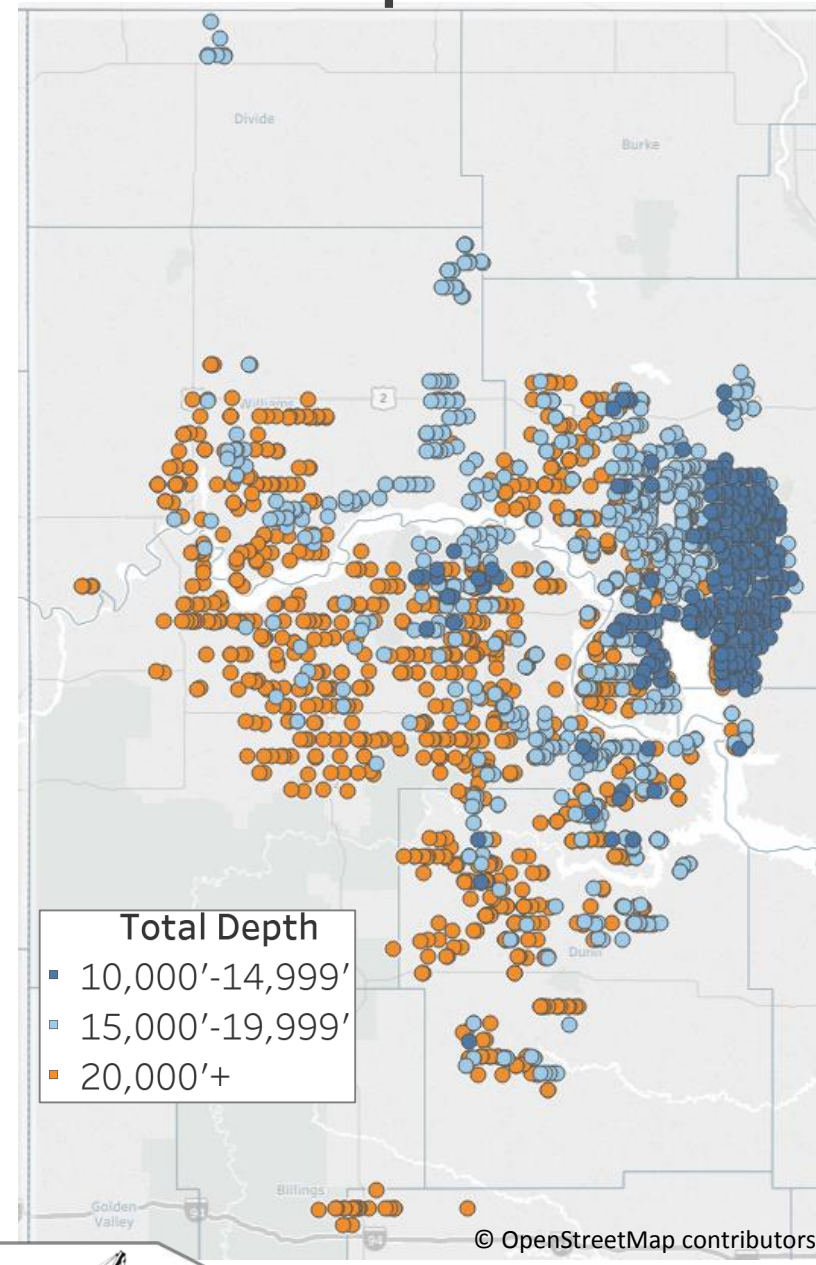 Divide
Burke
Williams
2
Total Depth
10,000′-14,999′
15,000′-19,999′
20,000′+
Dunn
Billings
Golden
Valley
94
© OpenStreetMap contributors